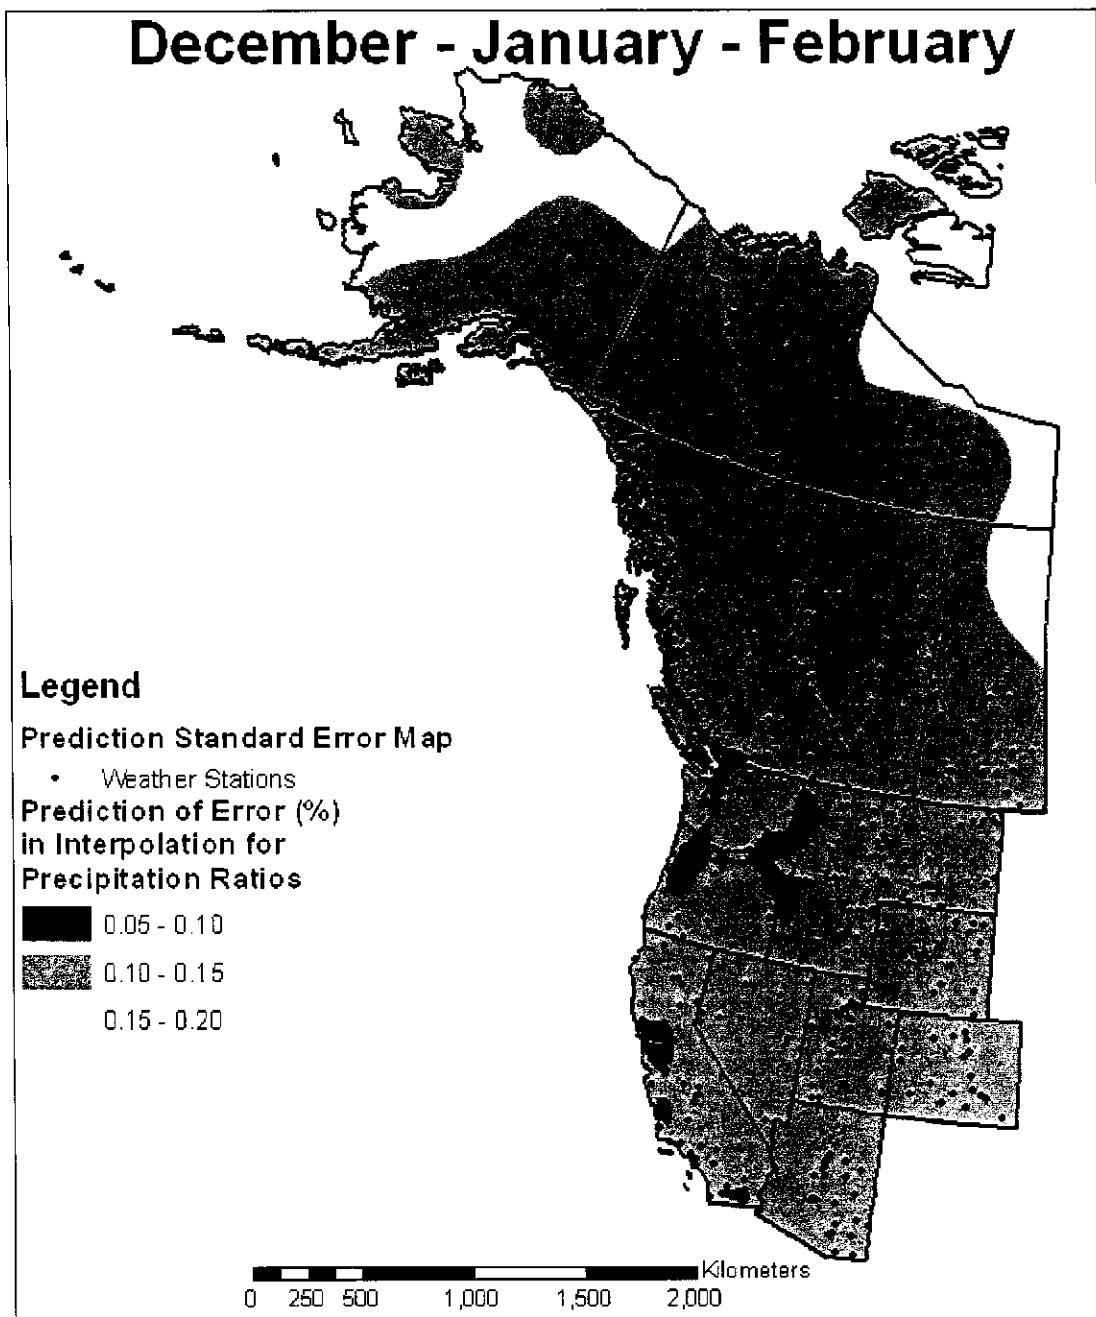 December - January - February
Legend
Prediction Standard Error Map
Weather Stations
Prediction of Error (%)
in Interpolation for
Precipitation Ratios
0.05 - 0.10
0.10 - 0.15
0.15 - 0.20
Kilometers
0 250 500 1,000 1,500 2,000